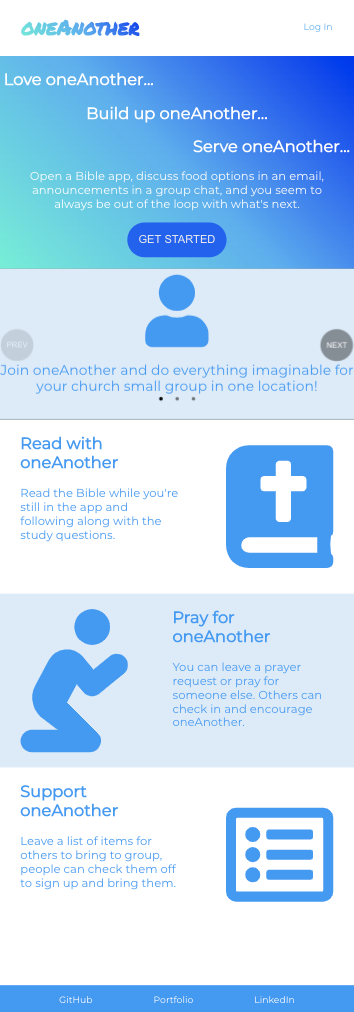 oneAnother
Log In
Love oneAnother...
Build up oneAnother...
Serve oneAnother...
Open a Bible app, discuss food options in an email,
announcements in a group chat, and you seem to
always be out of the loop with what's next.
GET STARTED
PREV
NEXT
Join oneAnother and do everything imaginable for
your church small group in one location!
Read with
oneAnother
Read the Bible while you're
still in the app and
following along with the
study questions.
Pray for
oneAnother
You can leave a prayer
request or pray for
someone else. Others can
check in and encourage
oneAnother.
Support
oneAnother
Leave a list of items for
others to bring to group,
people can check them off
to sign up and bring them.
GitHub
Portfolio
LinkedIn